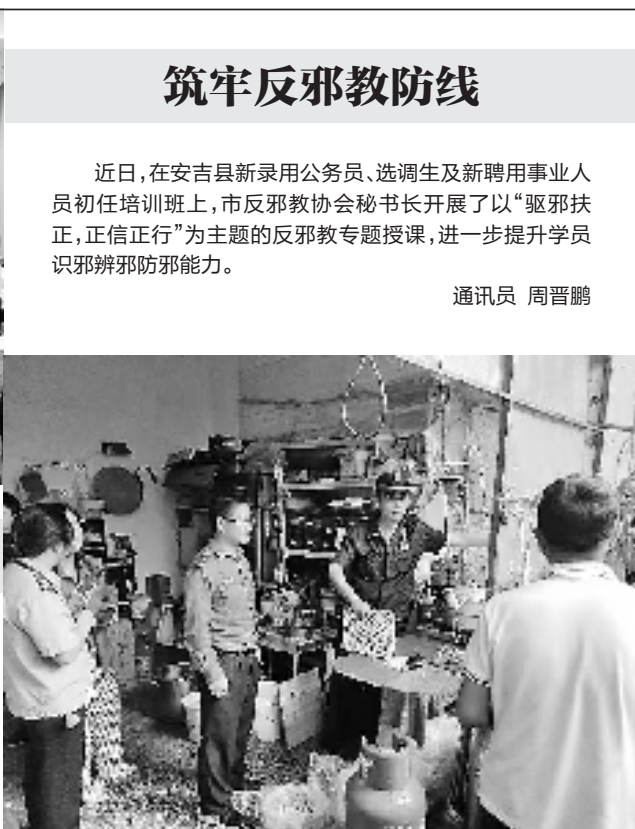 筑牢反邪教防线
近日，在安吉县新录用公务员、选调生及新聘用事业人
员初任培训班上，市反邪教协会秘书长开展了以“驱邪扶
正，正信正行”为主题的反邪教专题授课，进一步提升学员
识邪辨邪防邪能力。
通讯员 周晋鹏